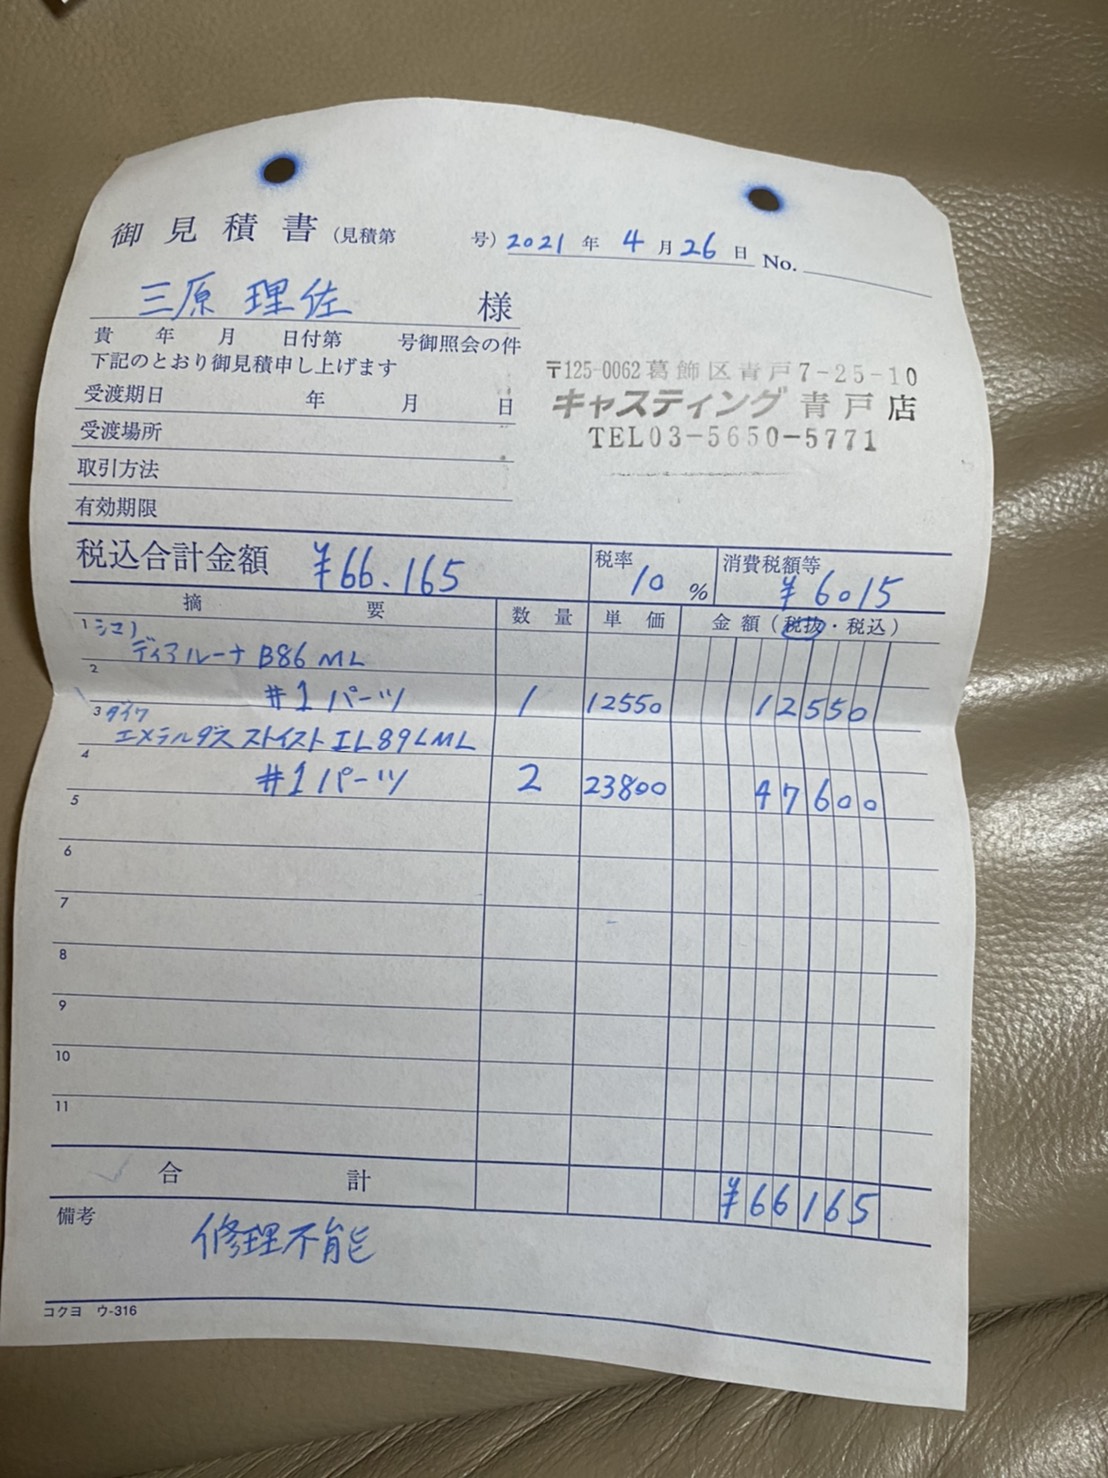 御見積書 (見積第 号) 2021年 4月 26日 No.
三原 理佐 様
貴 年 月 日付第 号御照会の件
下記のとおり御見積申し上げます
受渡期日 年 月 日
受渡場所
取引方法
有効期限
〒125-0062 葛飾区青戸7-25-10
キャスティング 青戸店
TEL03-5650-5771
税込合計金額 ¥66.165 税率 10% 消費税額等 ¥6015
摘要 数量 単価 金額(税抜・税込)
1 シマノ
ディアルーナ B86 ML
2 #1パーツ 1 12550 12550
3 ダイワ
エメラルダス ストイスト IL89LML
4 #1パーツ 2 23800 47600
5
6
7
8
9
10
11
合計 ¥66165
備考 修理不能
コクヨ ウ-316